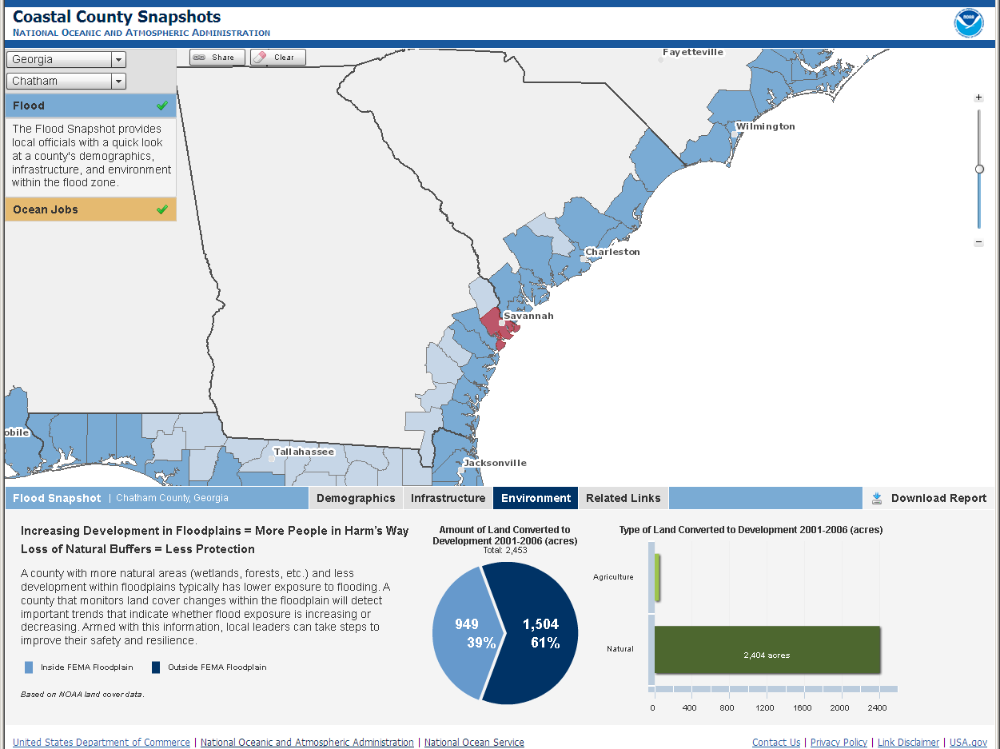 Coastal County Snapshots
NATIONAL OCEANIC AND ATMOSPHERIC ADMINISTRATION
NOAA
Georgia
Chatham
Share
Clear
Flood
The Flood Snapshot provides
local officials with a quick look
at a county's demographics,
infrastructure, and environment
within the flood zone.
Ocean Jobs
Fayetteville
Wilmington
Charleston
Savannah
obile
Tallahassee
Jacksonville
+
−
Flood Snapshot | Chatham County, Georgia
Demographics
Infrastructure
Environment
Related Links
Download Report
Increasing Development in Floodplains = More People in Harm's Way
Loss of Natural Buffers = Less Protection
A county with more natural areas (wetlands, forests, etc.) and less
development within floodplains typically has lower exposure to flooding. A
county that monitors land cover changes within the floodplain will detect
important trends that indicate whether flood exposure is increasing or
decreasing. Armed with this information, local leaders can take steps to
improve their safety and resilience.
Inside FEMA Floodplain
Outside FEMA Floodplain
Based on NOAA land cover data.
Amount of Land Converted to
Development 2001-2006 (acres)
Total: 2,453
949
39%
1,504
61%
Type of Land Converted to Development 2001-2006 (acres)
Agriculture
Natural
2,404 acres
0 400 800 1200 1600 2000 2400
United States Department of Commerce | National Oceanic and Atmospheric Administration | National Ocean Service
Contact Us | Privacy Policy | Link Disclaimer | USA.gov